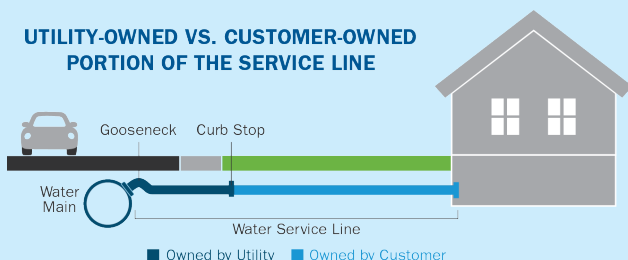 UTILITY-OWNED VS. CUSTOMER-OWNED
PORTION OF THE SERVICE LINE
Gooseneck
Curb Stop
Water
Main
Water Service Line
Owned by Utility
Owned by Customer